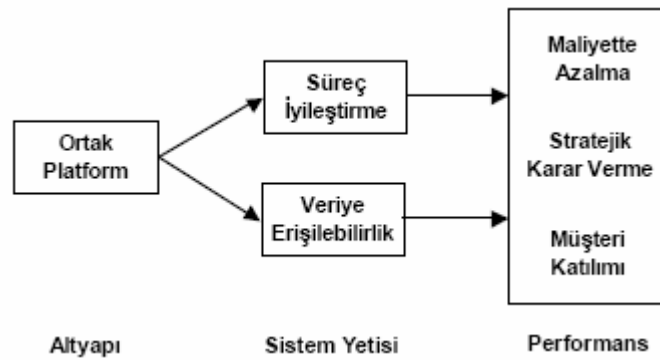 Ortak
Platform
Süreç
İyileştirme
Veriye
Erişilebilirlik
Maliyette
Azalma
Stratejik
Karar Verme
Müşteri
Katılımı
Altyapı
Sistem Yetisi
Performans